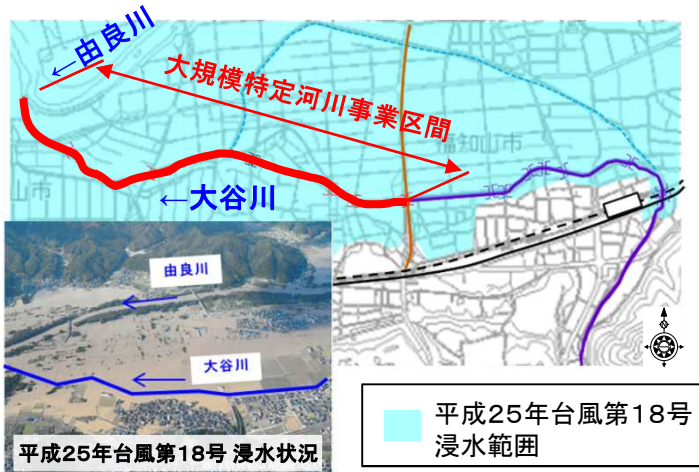 ←由良川
大規模特定河川事業区間
福知山市
山市
←大谷川
由良川
大谷川
平成25年台風第18号 浸水状況
平成25年台風第18号
浸水範囲